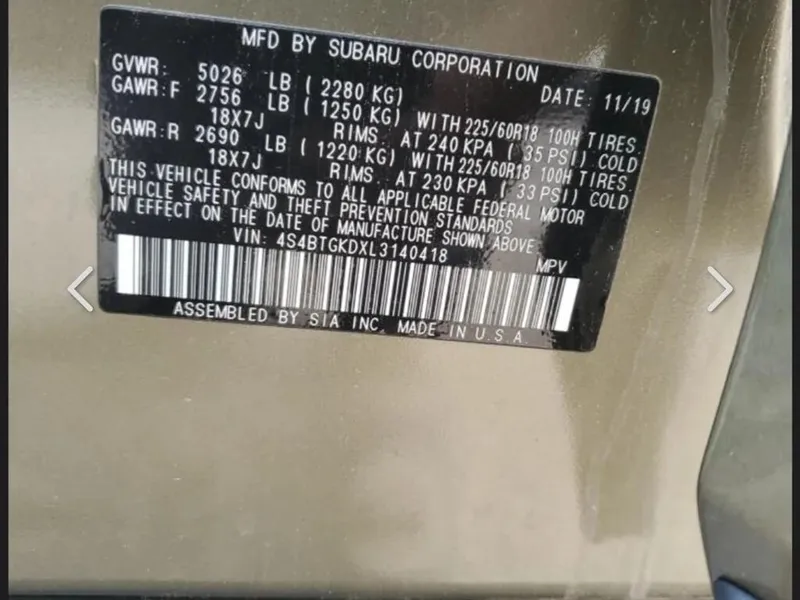 MFD BY SUBARU CORPORATION
GVWR: 5026 LB ( 2280 KG) DATE: 11/19
GAWR:F 2756 LB ( 1250 KG) WITH 225/60R18 100H TIRES.
18X7J RIMS AT 240 KPA ( 35 PSI) COLD
GAWR:R 2690 LB ( 1220 KG) WITH 225/60R18 100H TIRES.
18X7J RIMS AT 230 KPA ( 33 PSI) COLD
THIS VEHICLE CONFORMS TO ALL APPLICABLE FEDERAL MOTOR
VEHICLE SAFETY AND THEFT PREVENTION STANDARDS
IN EFFECT ON THE DATE OF MANUFACTURE SHOWN ABOVE.
VIN: 4S4BTGKDXL3140418 MPV
ASSEMBLED BY SIA INC. MADE IN U.S.A.